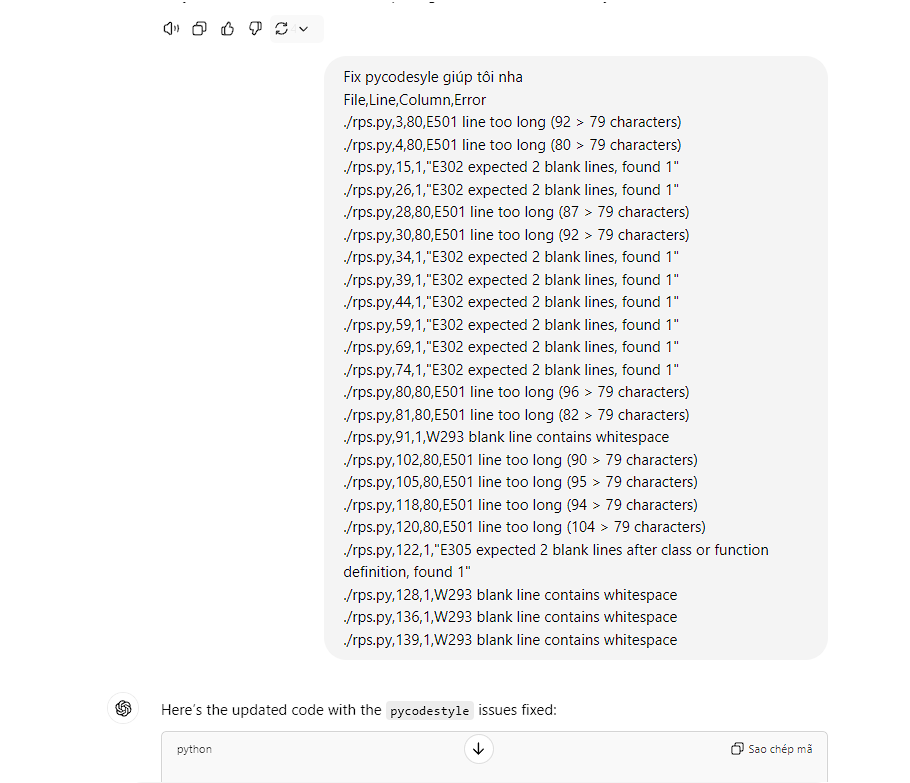 Fix pycodesyle giúp tôi nha
File,Line,Column,Error
./rps.py,3,80,E501 line too long (92 > 79 characters)
./rps.py,4,80,E501 line too long (80 > 79 characters)
./rps.py,15,1,"E302 expected 2 blank lines, found 1"
./rps.py,26,1,"E302 expected 2 blank lines, found 1"
./rps.py,28,80,E501 line too long (87 > 79 characters)
./rps.py,30,80,E501 line too long (92 > 79 characters)
./rps.py,34,1,"E302 expected 2 blank lines, found 1"
./rps.py,39,1,"E302 expected 2 blank lines, found 1"
./rps.py,44,1,"E302 expected 2 blank lines, found 1"
./rps.py,59,1,"E302 expected 2 blank lines, found 1"
./rps.py,69,1,"E302 expected 2 blank lines, found 1"
./rps.py,74,1,"E302 expected 2 blank lines, found 1"
./rps.py,80,80,E501 line too long (96 > 79 characters)
./rps.py,81,80,E501 line too long (82 > 79 characters)
./rps.py,91,1,W293 blank line contains whitespace
./rps.py,102,80,E501 line too long (90 > 79 characters)
./rps.py,105,80,E501 line too long (95 > 79 characters)
./rps.py,118,80,E501 line too long (94 > 79 characters)
./rps.py,120,80,E501 line too long (104 > 79 characters)
./rps.py,122,1,"E305 expected 2 blank lines after class or function
definition, found 1"
./rps.py,128,1,W293 blank line contains whitespace
./rps.py,136,1,W293 blank line contains whitespace
./rps.py,139,1,W293 blank line contains whitespace
Here's the updated code with the pycodestyle issues fixed:
python Sao chép mã